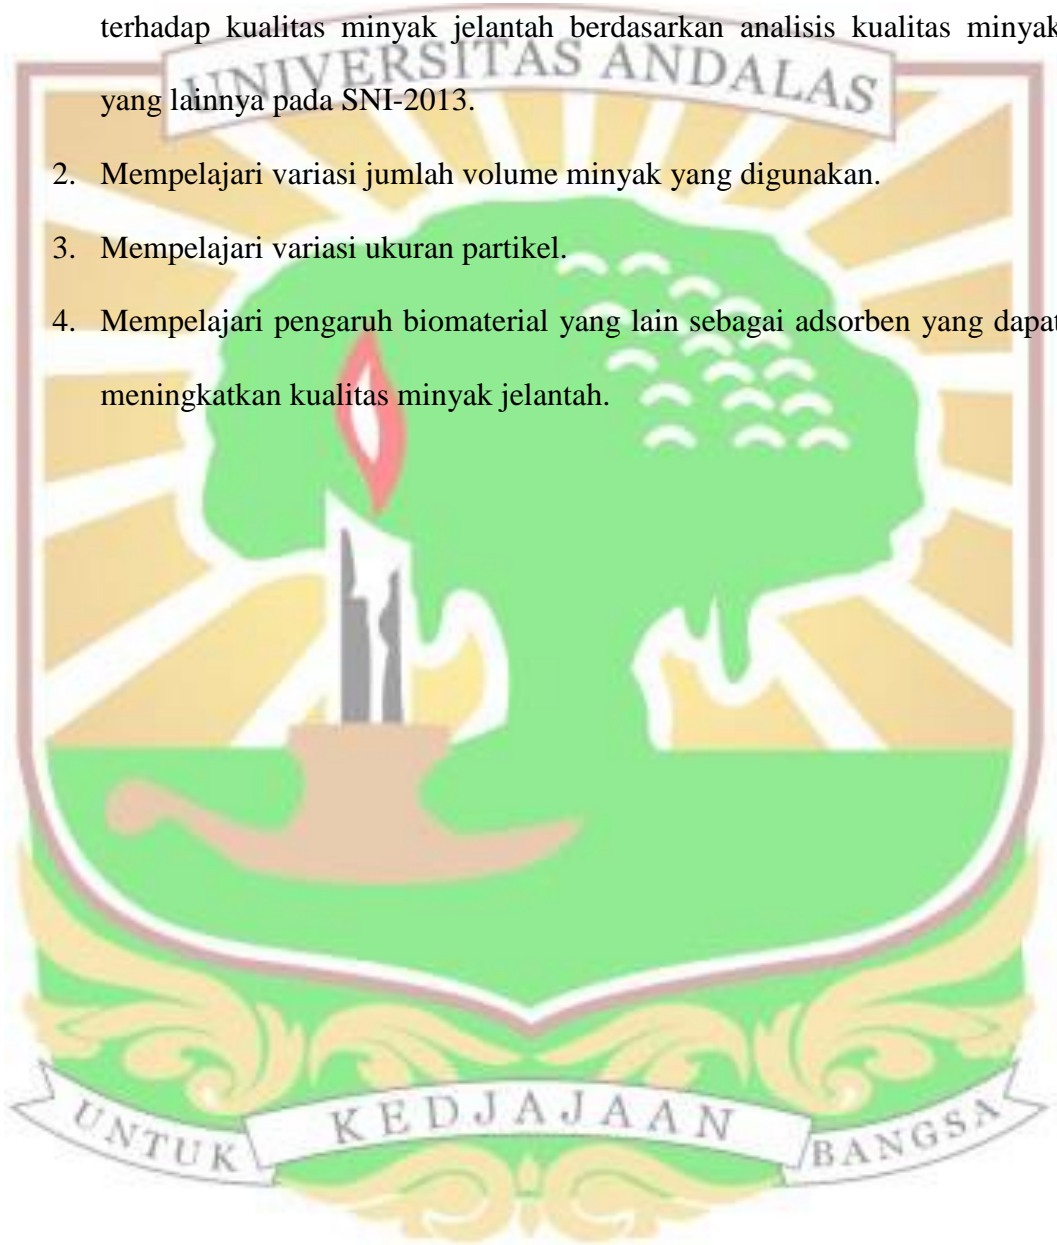 terhadap kualitas minyak jelantah berdasarkan analisis kualitas minyak
UNIVERSITAS ANDALAS
yang lainnya pada SNI-2013.
2. Mempelajari variasi jumlah volume minyak yang digunakan.
3. Mempelajari variasi ukuran partikel.
4. Mempelajari pengaruh biomaterial yang lain sebagai adsorben yang dapat
meningkatkan kualitas minyak jelantah.
UNTUK KEDJAJAAN BANGSA